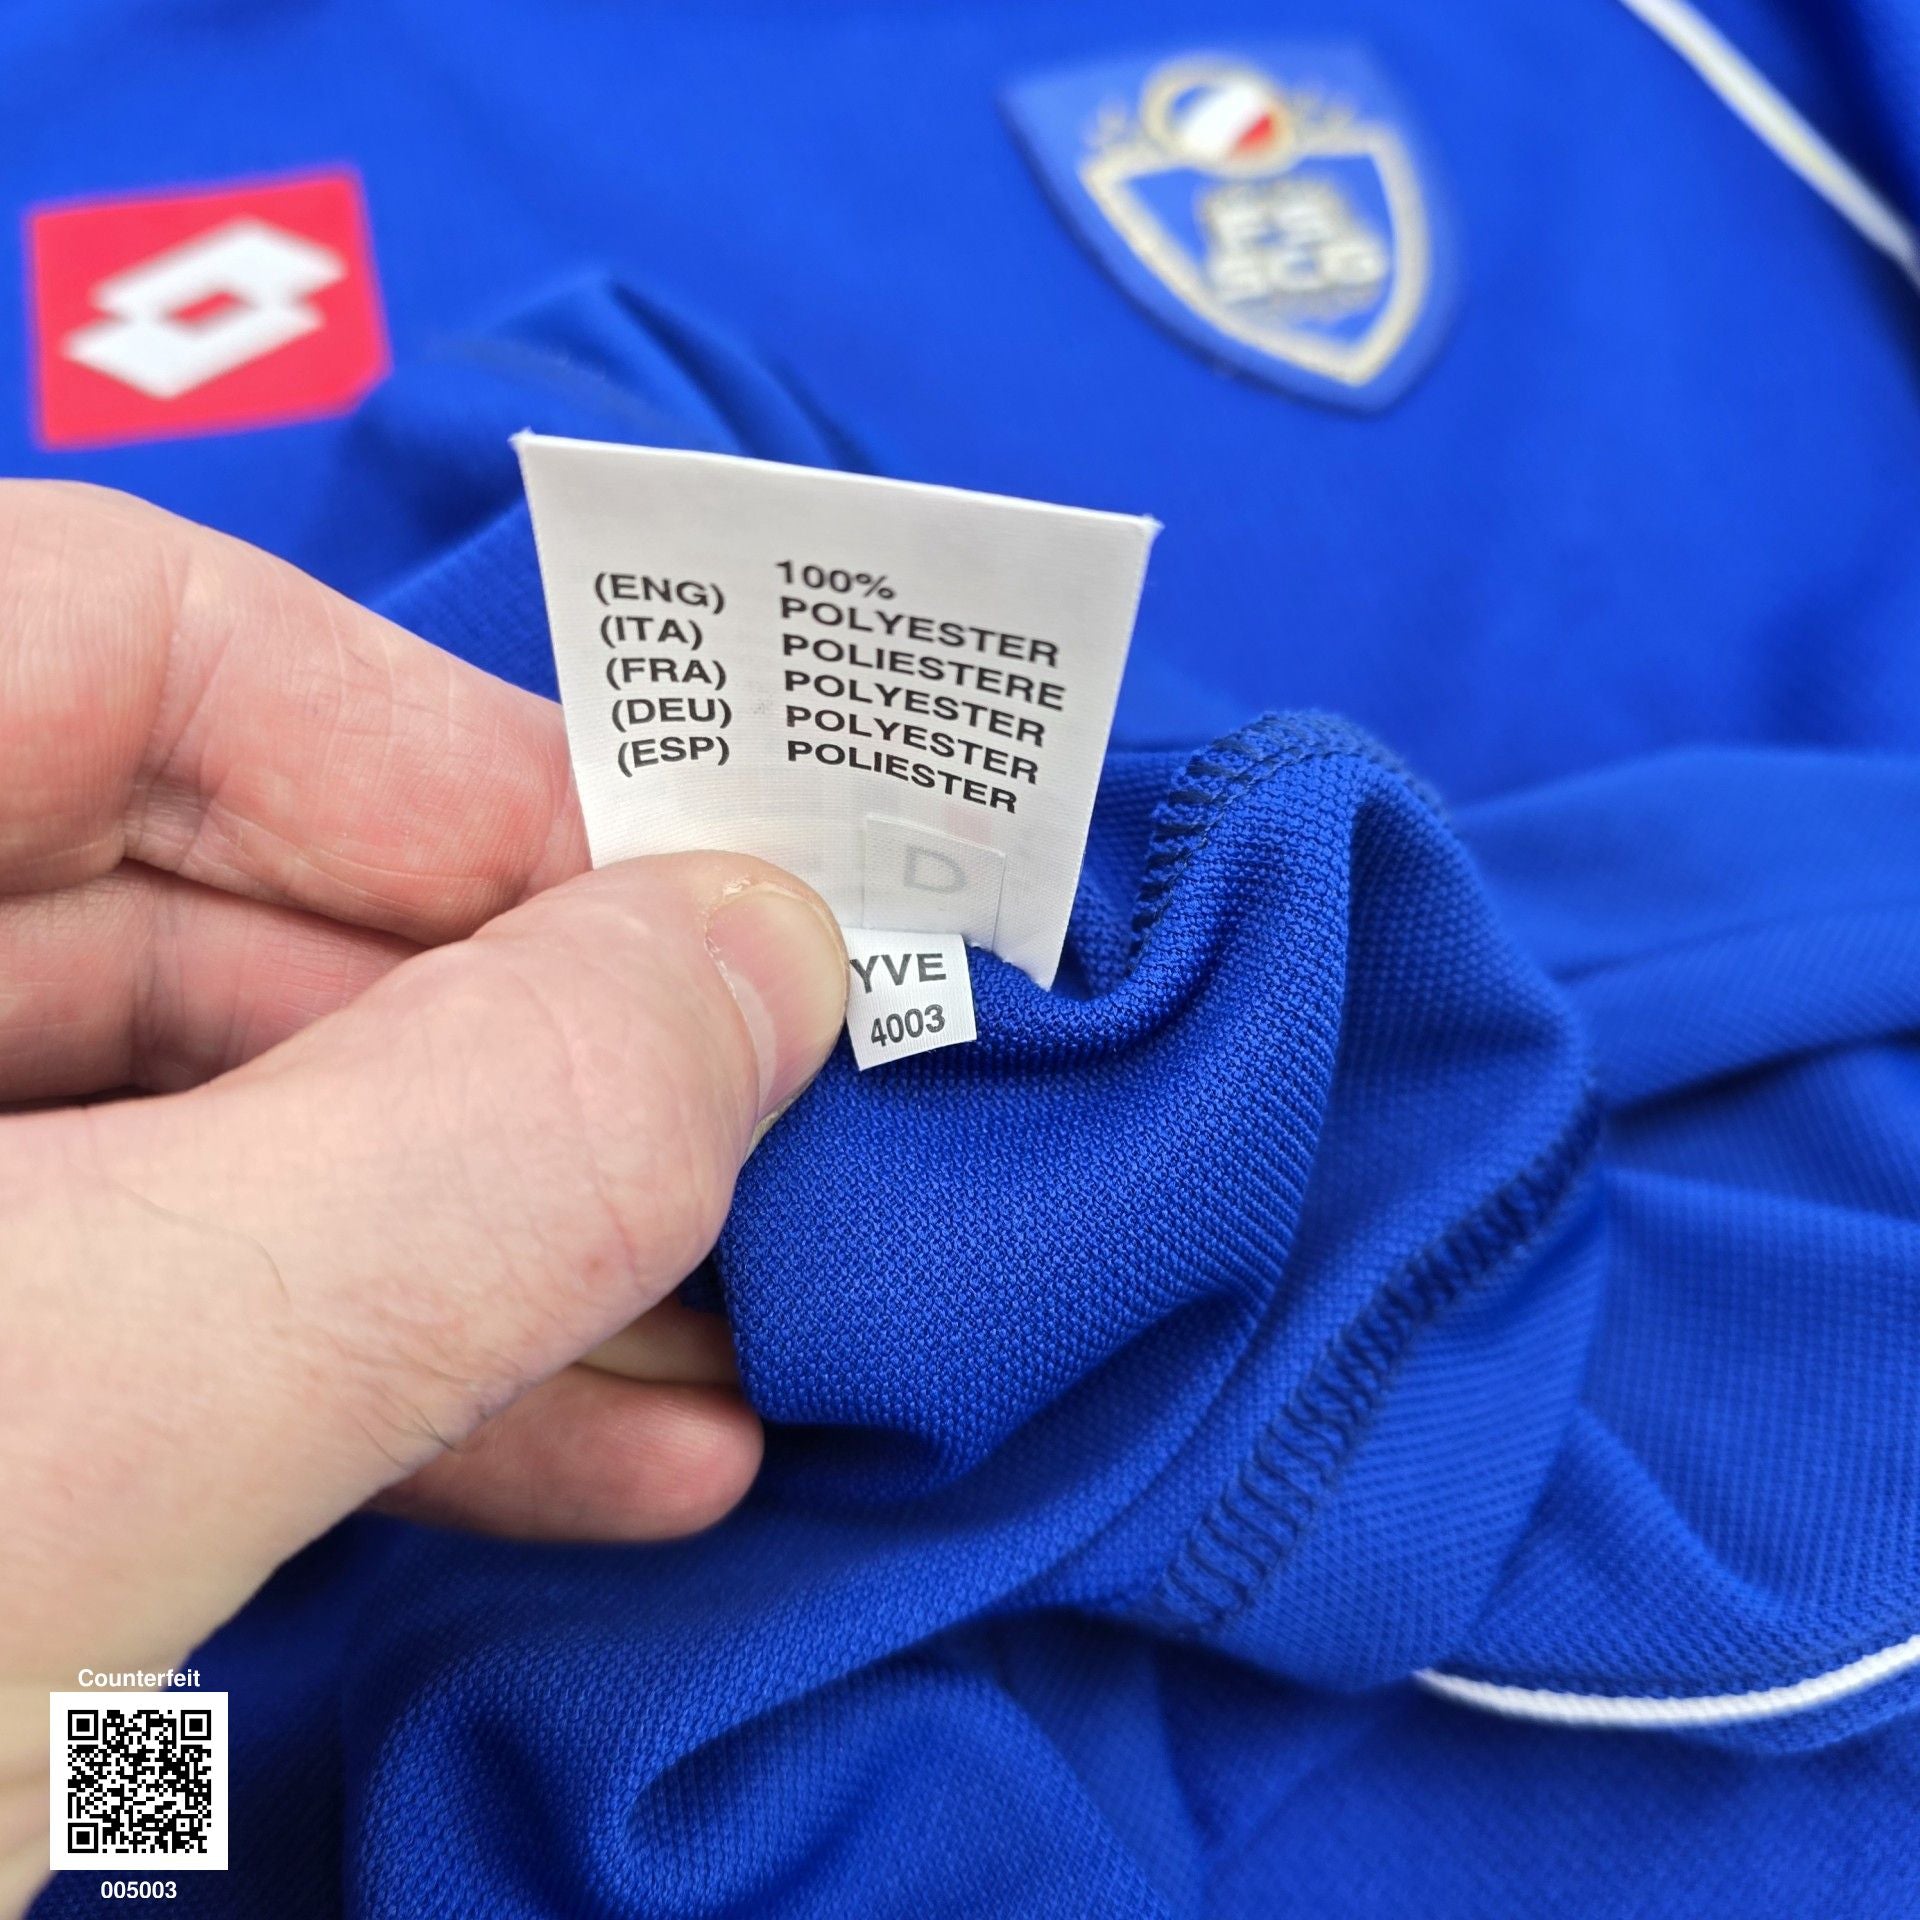 100%
(ENG) POLYESTER
(ITA) POLIESTERE
(FRA) POLYESTER
(DEU) POLYESTER
(ESP) POLIESTER
D
YVE
4003
Counterfeit
005003